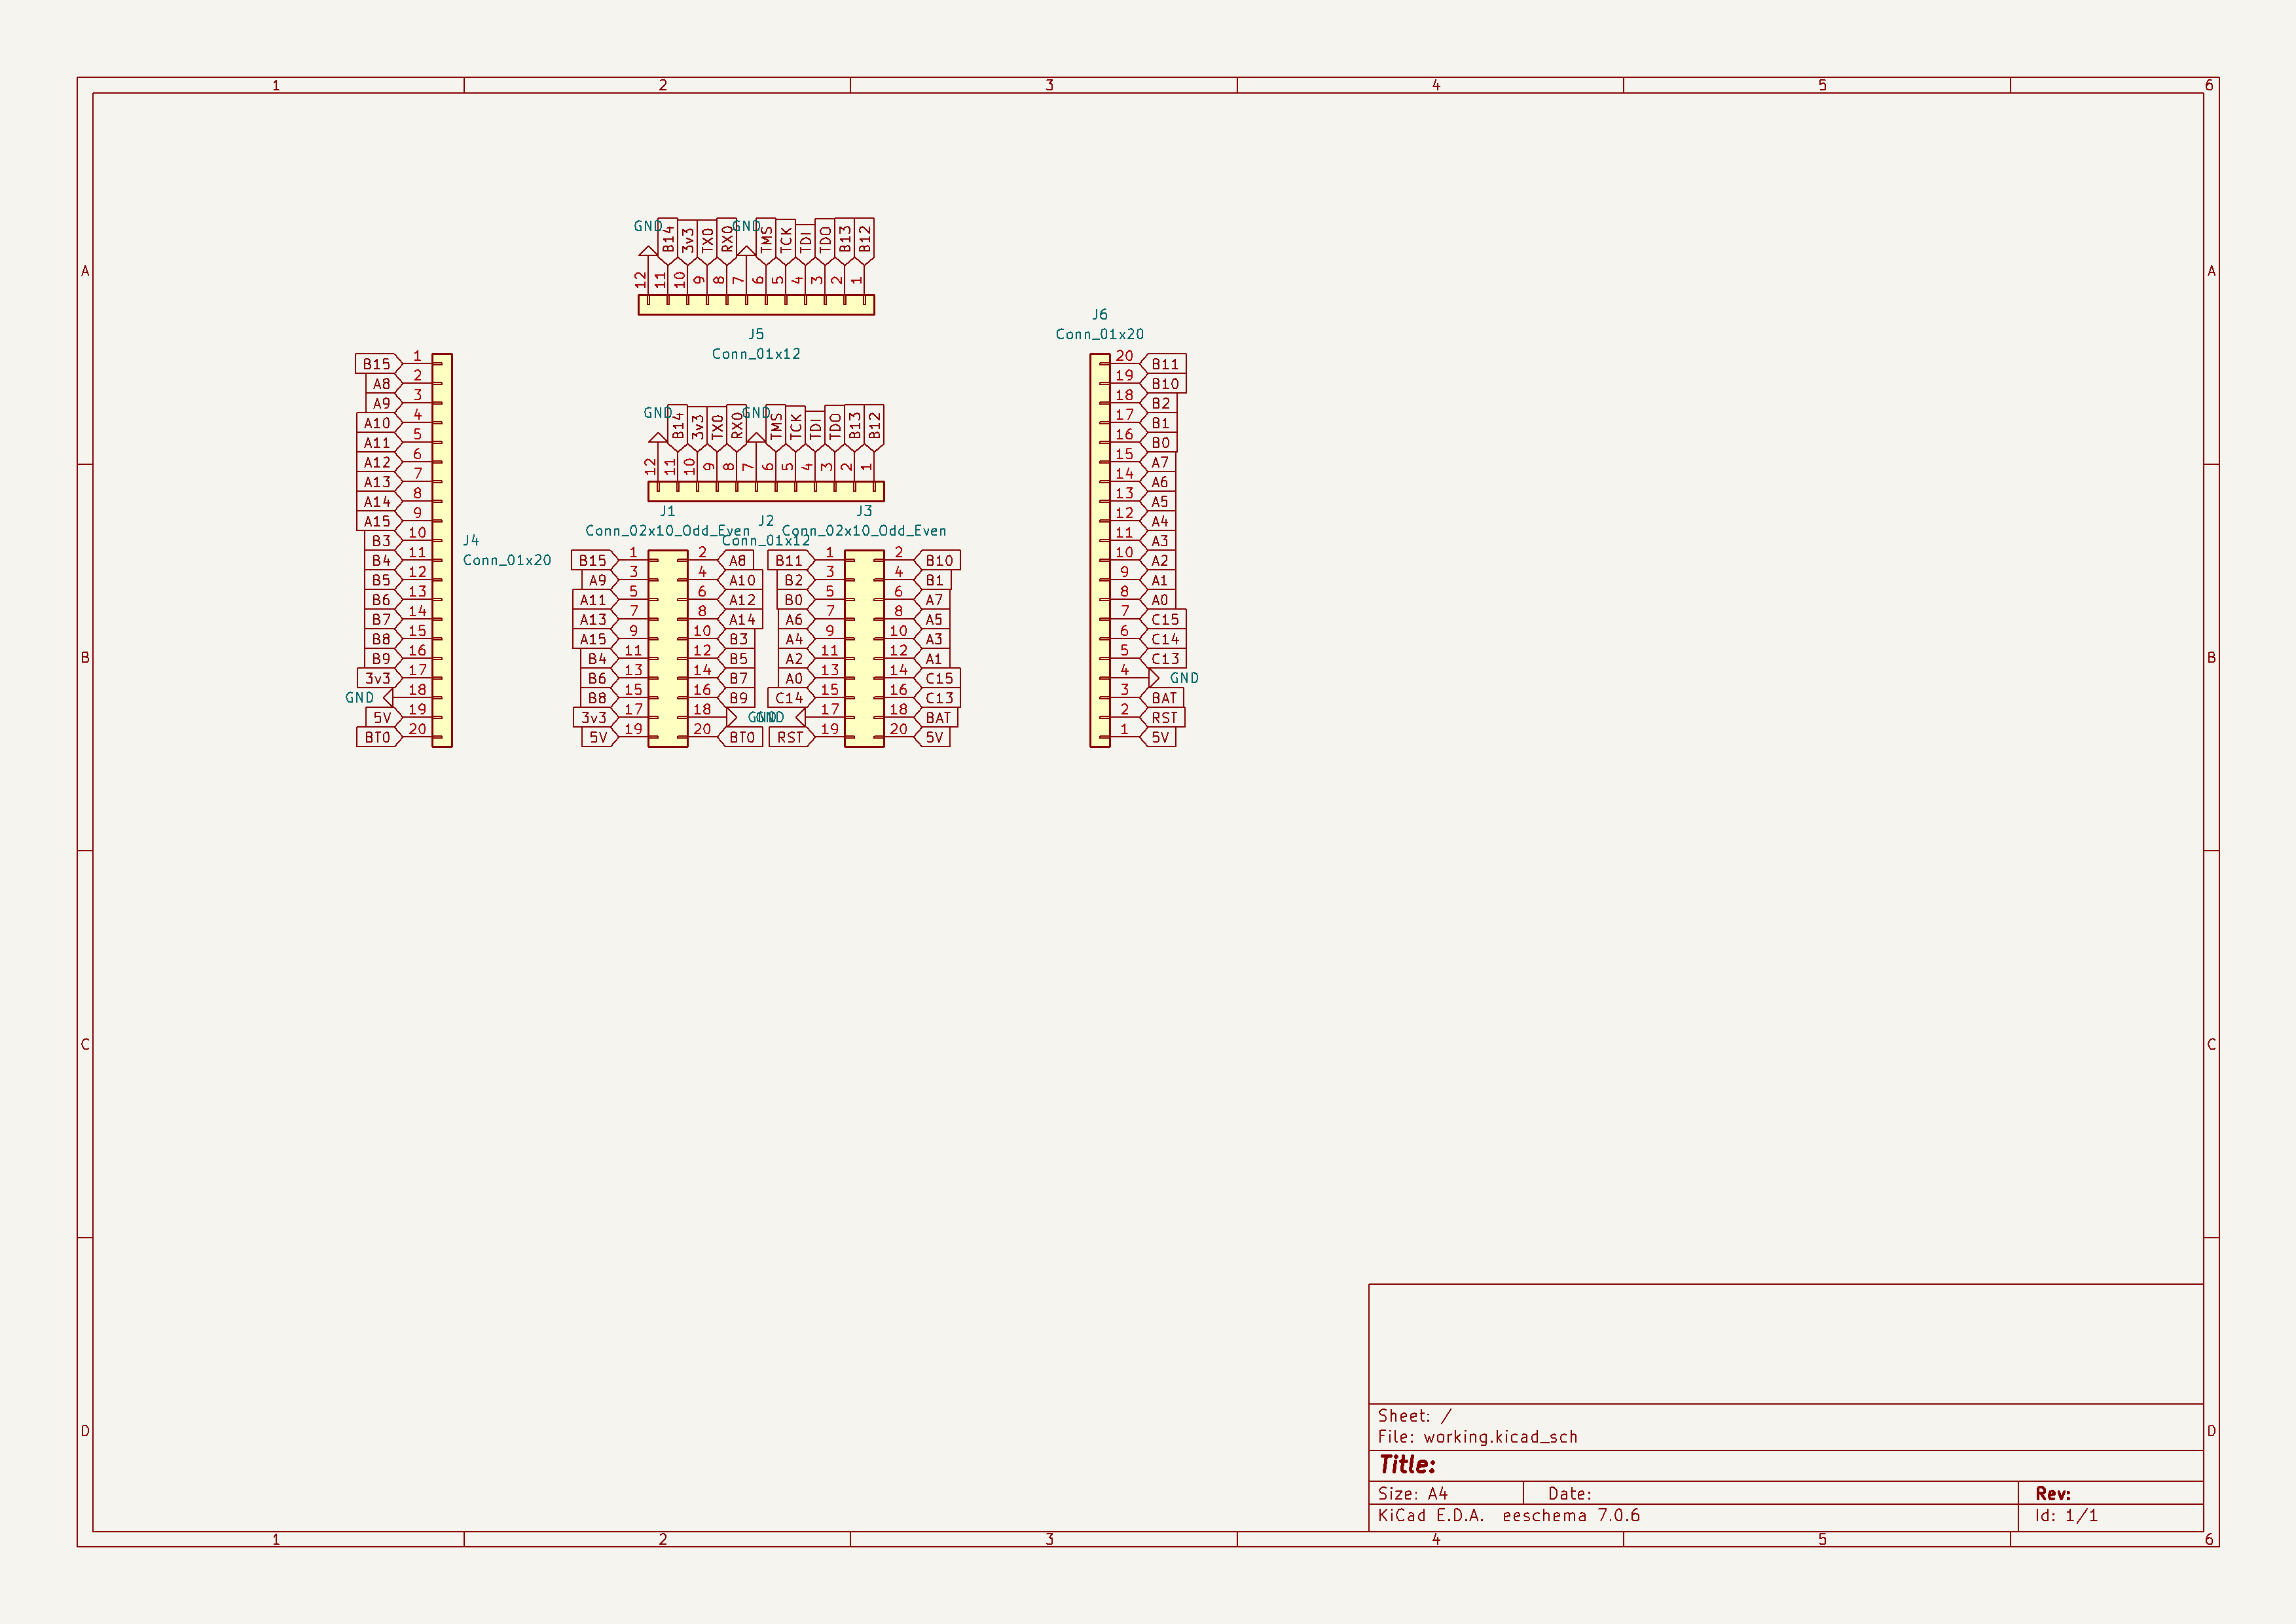 1 2 3 4 5 6
A A
B B
C C
D D
1 2 3 4 5 6
GND B14 3v3 TX0 RX0 GND TMS TCK TDI TDO B13 B12
12 11 10 9 8 7 6 5 4 3 2 1
J5
Conn_01x12
GND B14 3v3 TX0 RX0 GND TMS TCK TDI TDO B13 B12
12 11 10 9 8 7 6 5 4 3 2 1
J2
Conn_01x12
B15 1
A8 2
A9 3
A10 4
A11 5
A12 6
A13 7
A14 8
A15 9
B3 10
B4 11
B5 12
B6 13
B7 14
B8 15
B9 16
3v3 17
GND 18
5V 19
BT0 20
J4
Conn_01x20
J1
Conn_02x10_Odd_Even
B15 1 2 A8
A9 3 4 A10
A11 5 6 A12
A13 7 8 A14
A15 9 10 B3
B4 11 12 B5
B6 13 14 B7
B8 15 16 B9
3v3 17 18 GND
5V 19 20 BT0
J3
Conn_02x10_Odd_Even
B11 1 2 B10
B2 3 4 B1
B0 5 6 A7
A6 7 8 A5
A4 9 10 A3
A2 11 12 A1
A0 13 14 C15
C14 15 16 C13
GND 17 18 BAT
RST 19 20 5V
J6
Conn_01x20
20 B11
19 B10
18 B2
17 B1
16 B0
15 A7
14 A6
13 A5
12 A4
11 A3
10 A2
9 A1
8 A0
7 C15
6 C14
5 C13
4 GND
3 BAT
2 RST
1 5V
Sheet: /
File: working.kicad_sch
Title:
Size: A4 Date: Rev:
KiCad E.D.A. eeschema 7.0.6 Id: 1/1